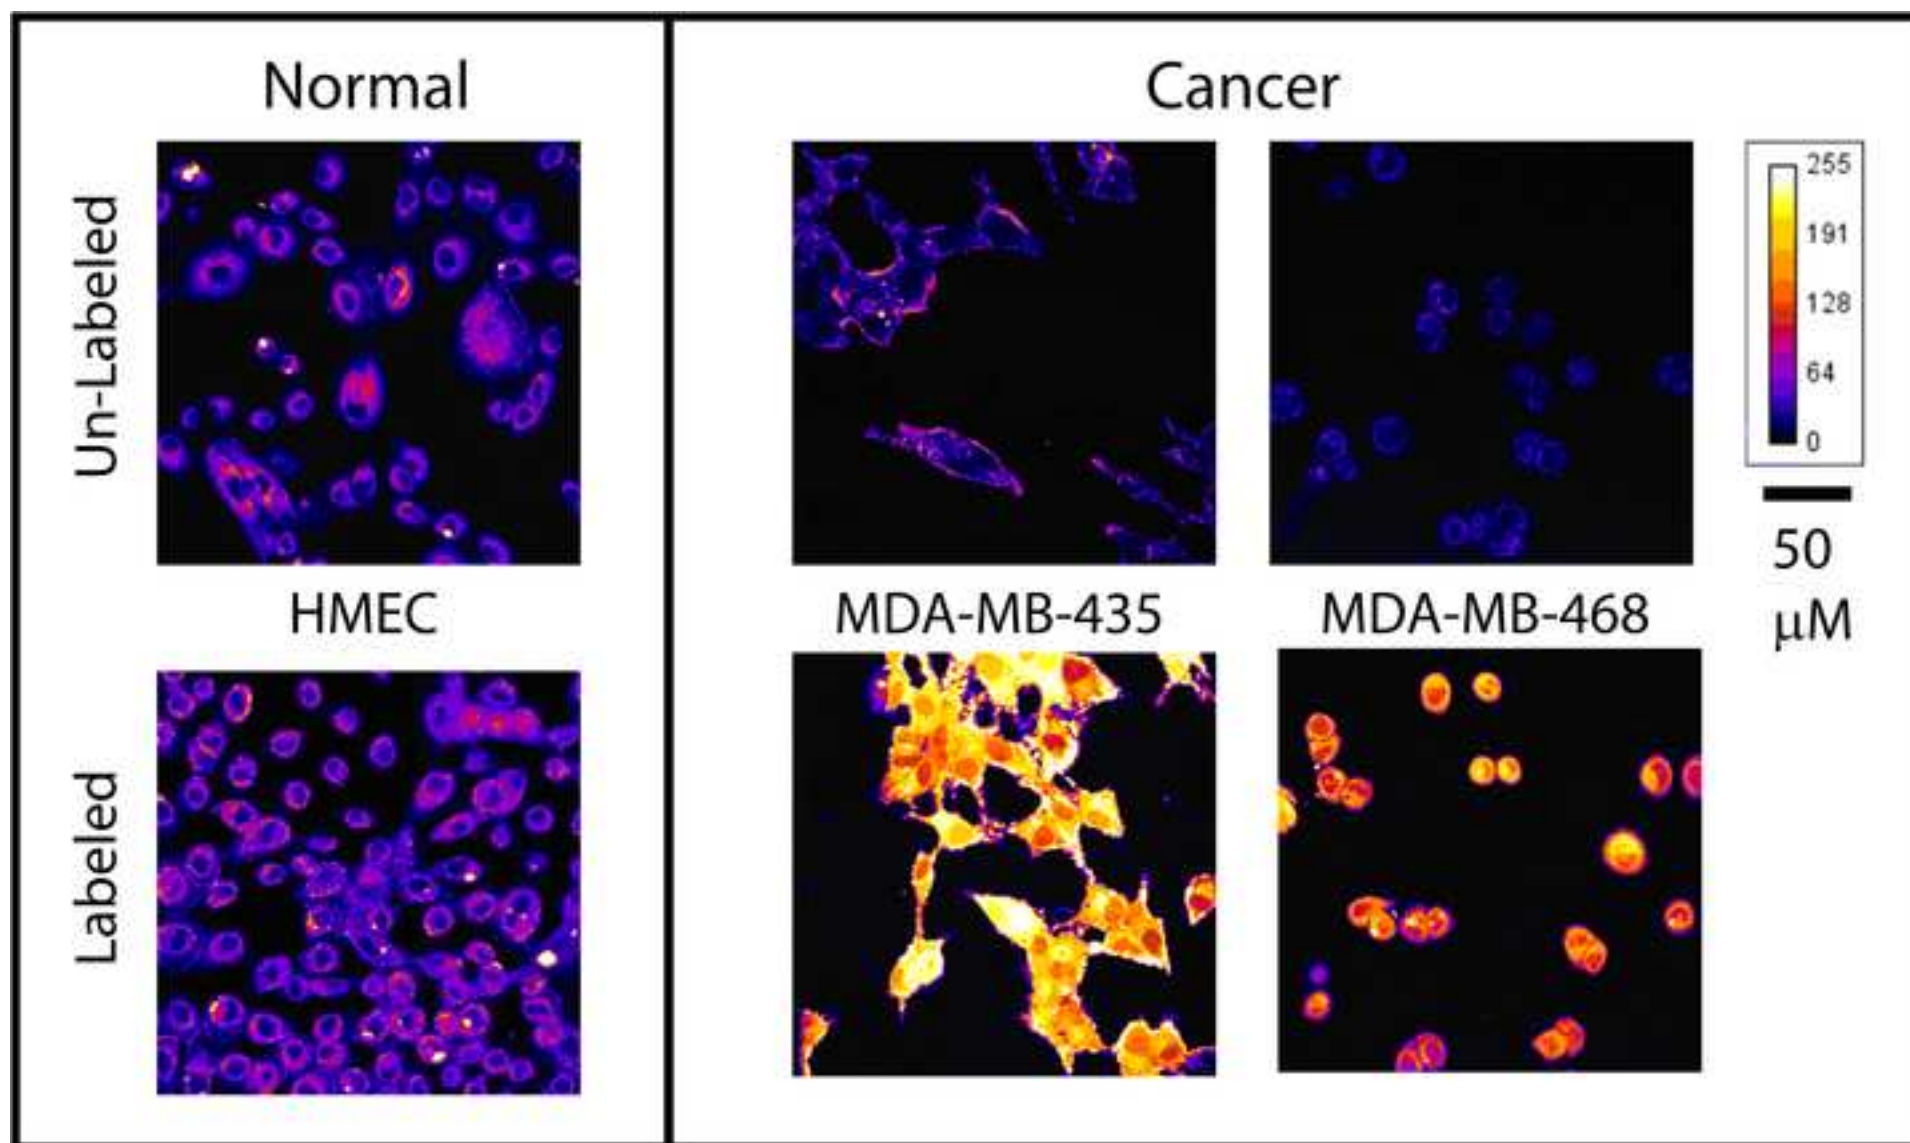 Normal
Cancer
Un-Labeled
255
191
128
64
0
50
μM
HMEC
MDA-MB-435
MDA-MB-468
Labeled